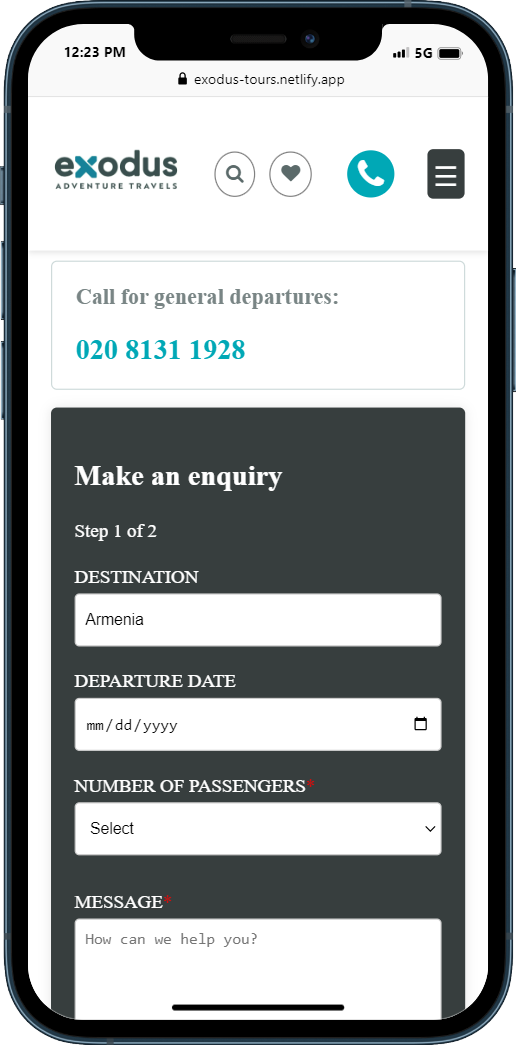 12:23 PM
5G
exodus-tours.netlify.app
exodus
ADVENTURE TRAVELS
Call for general departures:
020 8131 1928
Make an enquiry
Step 1 of 2
DESTINATION
Armenia
DEPARTURE DATE
mm/dd/yyyy
NUMBER OF PASSENGERS*
Select
MESSAGE*
How can we help you?